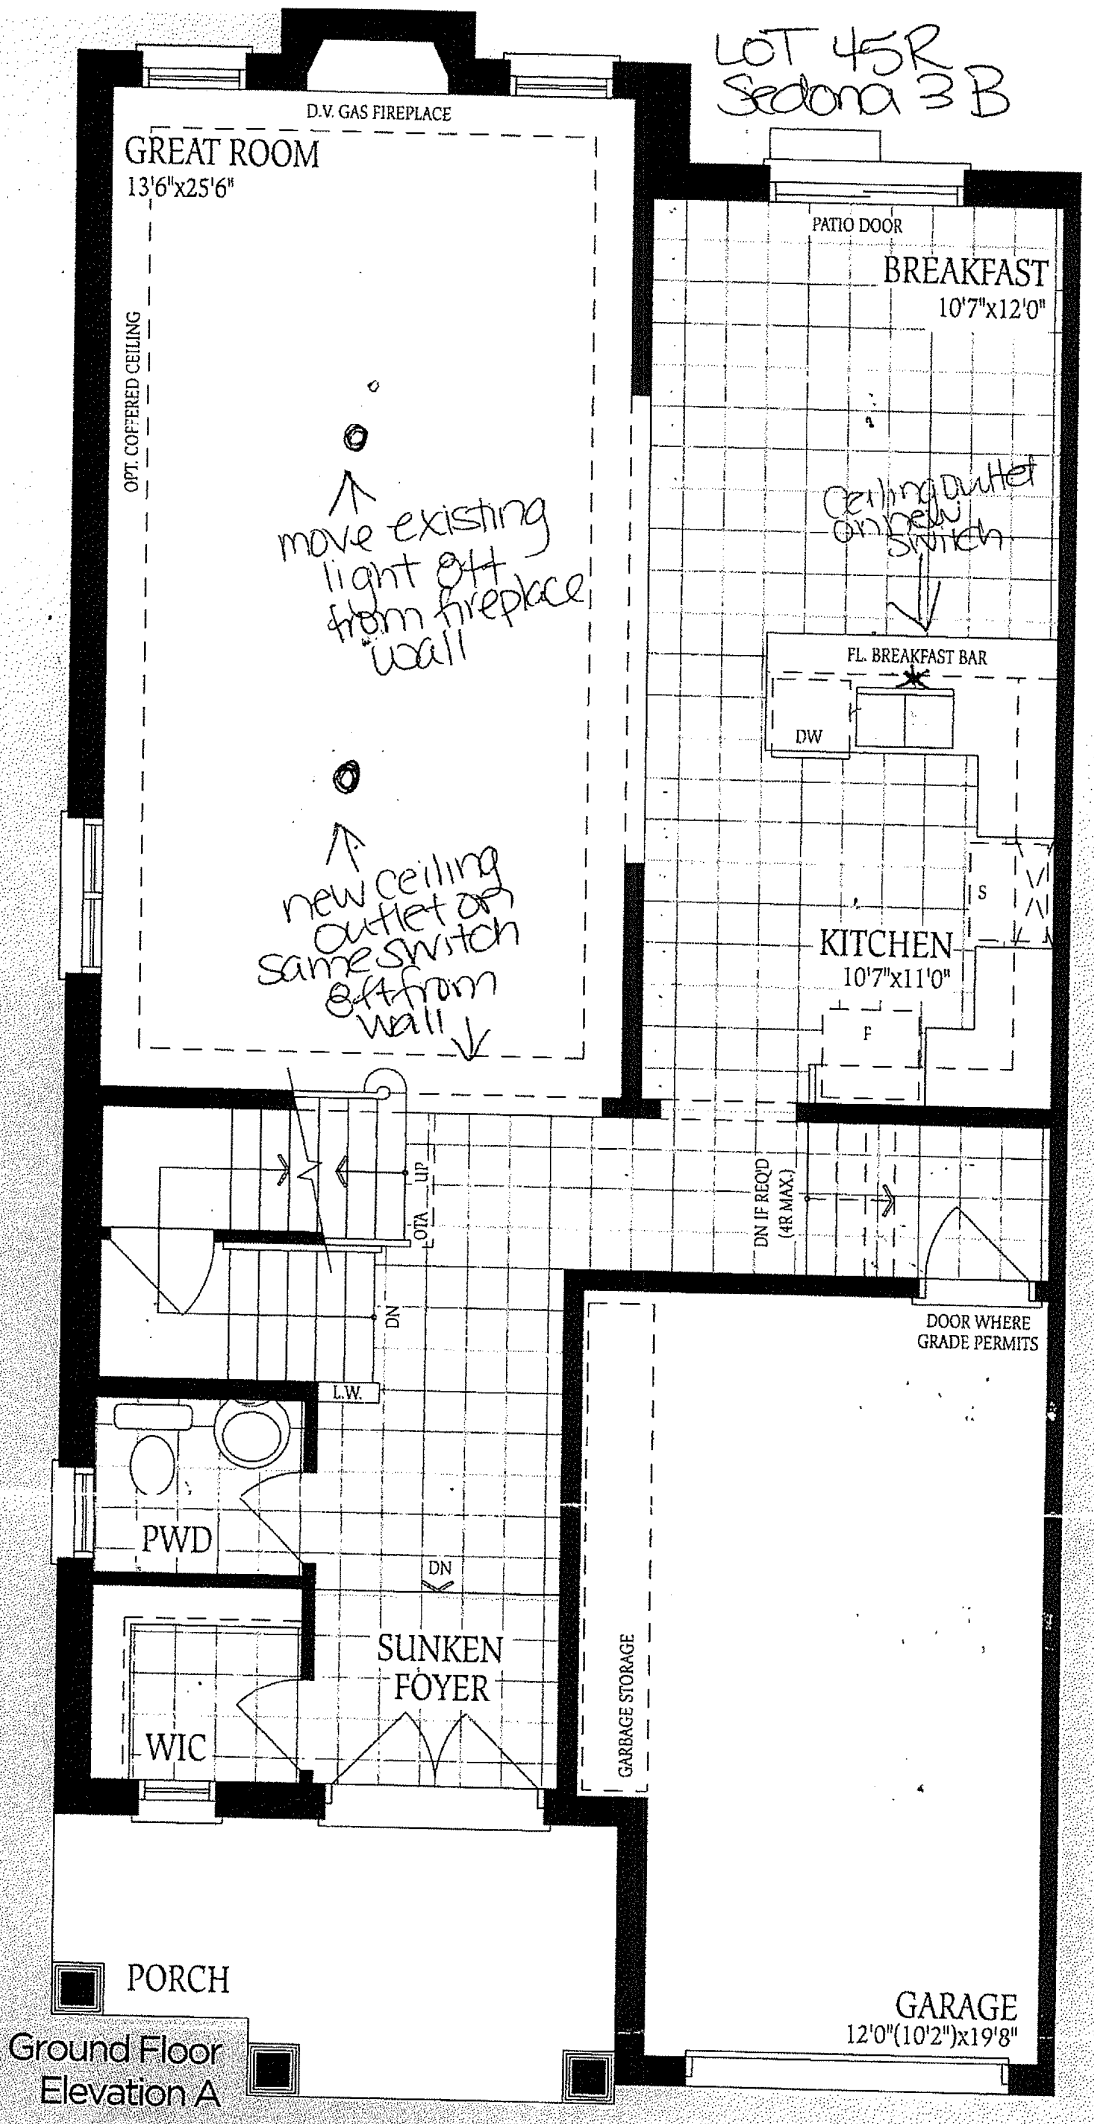 LOT 45R
Sedona 3 B
D.V. GAS FIREPLACE
GREAT ROOM
13'6"x25'6"
OPT. COFFERED CEILING
PATIO DOOR
BREAKFAST
10'7"x12'0"
move existing
light 8ft
from fireplace
wall
ceiling outlet
on new
switch
FL. BREAKFAST BAR
DW
new ceiling
outlet on
same switch
8ft from
wall
S
KITCHEN
10'7"x11'0"
F
UP
OTA
DN IF REQ'D
(4R MAX.)
DN
DOOR WHERE
GRADE PERMITS
L.W.
PWD
DN
SUNKEN
FOYER
WIC
GARBAGE STORAGE
PORCH
GARAGE
12'0"(10'2")x19'8"
Ground Floor
Elevation A